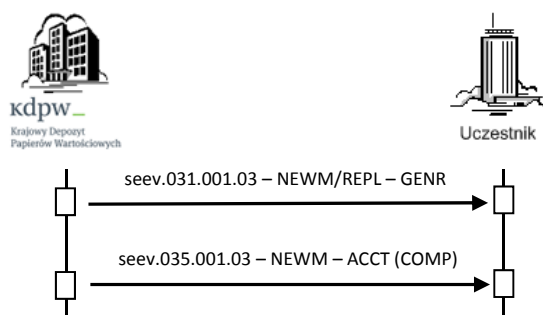 kdpw_
Krajowy Depozyt
Papierów Wartościowych
Uczestnik
seev.031.001.03 – NEWM/REPL – GENR
seev.035.001.03 – NEWM – ACCT (COMP)